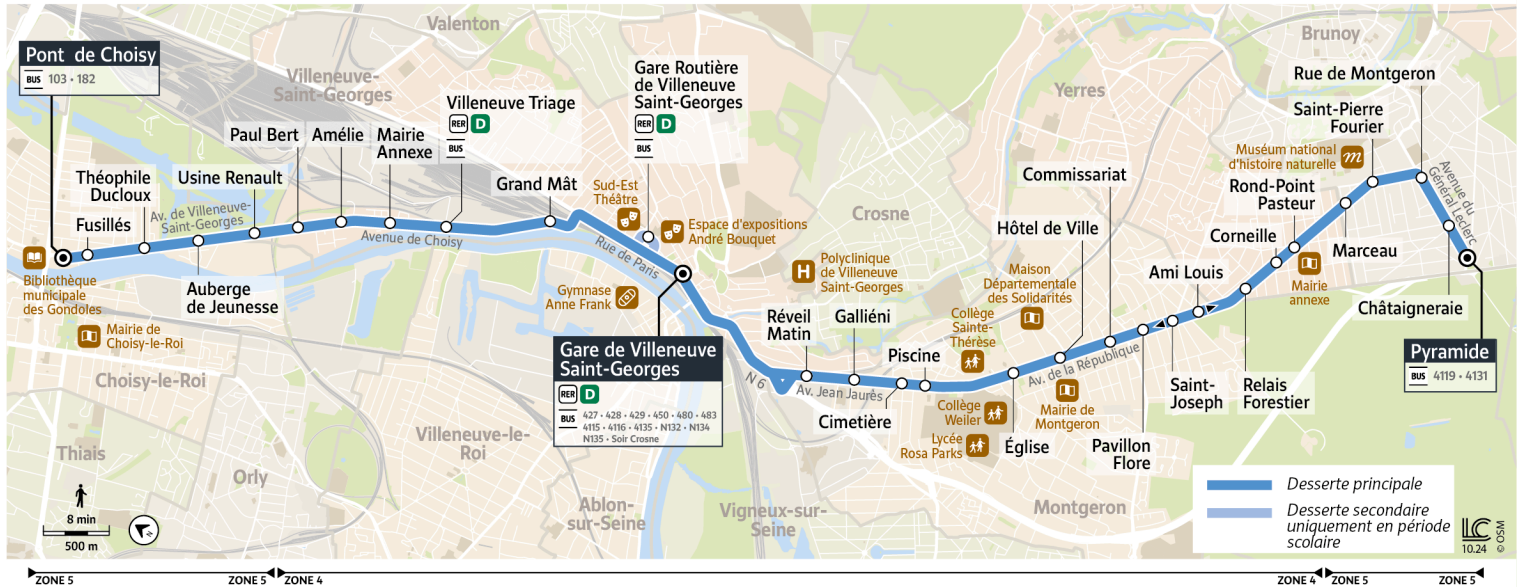 Pont de Choisy
BUS 103 • 182
Valenton
Villeneuve-
Saint-Georges
Gare Routière
de Villeneuve
Saint-Georges
RER D
BUS
Villeneuve Triage
RER D
BUS
Brunoy
Rue de Montgeron
Yerres
Saint-Pierre
Fourier
Paul Bert
Amélie
Mairie
Annexe
Muséum national
d'histoire naturelle
m
Théophile
Ducloux
Usine Renault
Grand Mât
Sud-Est
Théâtre
Commissariat
Rond-Point
Pasteur
Avenue du
Général Leclerc
Fusillés
Av. de Villeneuve-
Saint-Georges
Avenue de Choisy
Rue de Paris
Espace d'expositions
André Bouquet
Crosne
Hôtel de Ville
Corneille
Marceau
Bibliothèque
municipale
des Gondoles
Auberge
de Jeunesse
Gymnase
Anne Frank
H
Polyclinique
de Villeneuve
Saint-Georges
Maison
Départementale
des Solidarités
Ami Louis
Mairie
annexe
Châtaigneraie
Mairie de
Choisy-le-Roi
Réveil
Matin
Galliéni
Collège
Sainte-
Thérèse
Piscine
Gare de Villeneuve
Saint-Georges
RER D
BUS 427 • 428 • 429 • 450 • 480 • 483
4115 • 4116 • 4135 • N132 • N134
N135 • Soir Crosne
Pyramide
BUS 4119 • 4131
Choisy-le-Roi
N 6
Av. Jean Jaurès
Av. de la République
Saint-
Joseph
Relais
Forestier
Cimetière
Collège
Weiler
Mairie de
Montgeron
Lycée
Rosa Parks
Église
Pavillon
Flore
Thiais
Orly
Villeneuve-le-
Roi
Ablon-
sur-Seine
Vigneux-sur-
Seine
Montgeron
Desserte principale
Desserte secondaire
uniquement en période
scolaire
8 min
500 m
N
LC
10.24
© OSM
ZONE 5
ZONE 5
ZONE 4
ZONE 4
ZONE 5
ZONE 5